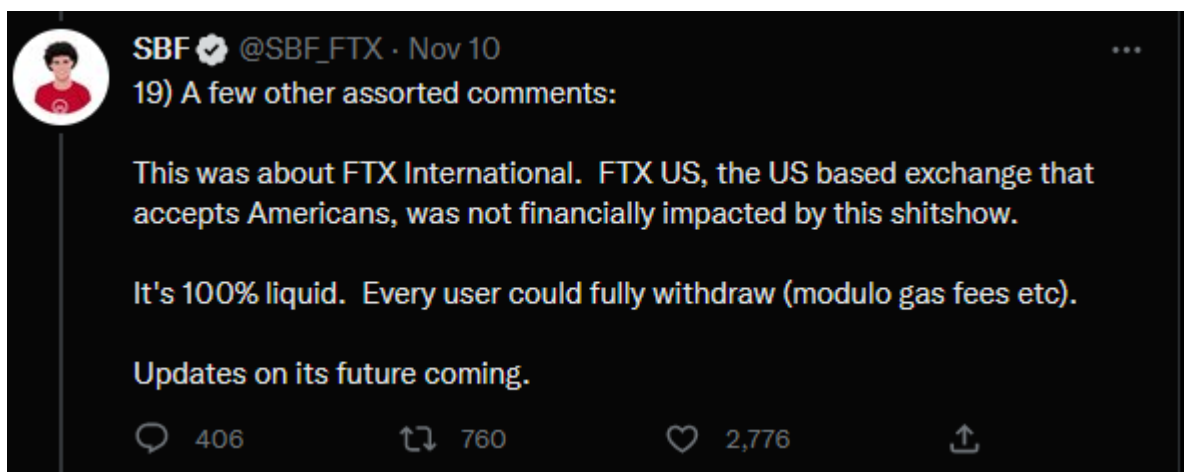 SBF @SBF_FTX · Nov 10
19) A few other assorted comments:
This was about FTX International.  FTX US, the US based exchange that
accepts Americans, was not financially impacted by this shitshow.
It's 100% liquid.  Every user could fully withdraw (modulo gas fees etc).
Updates on its future coming.
406 760 2,776